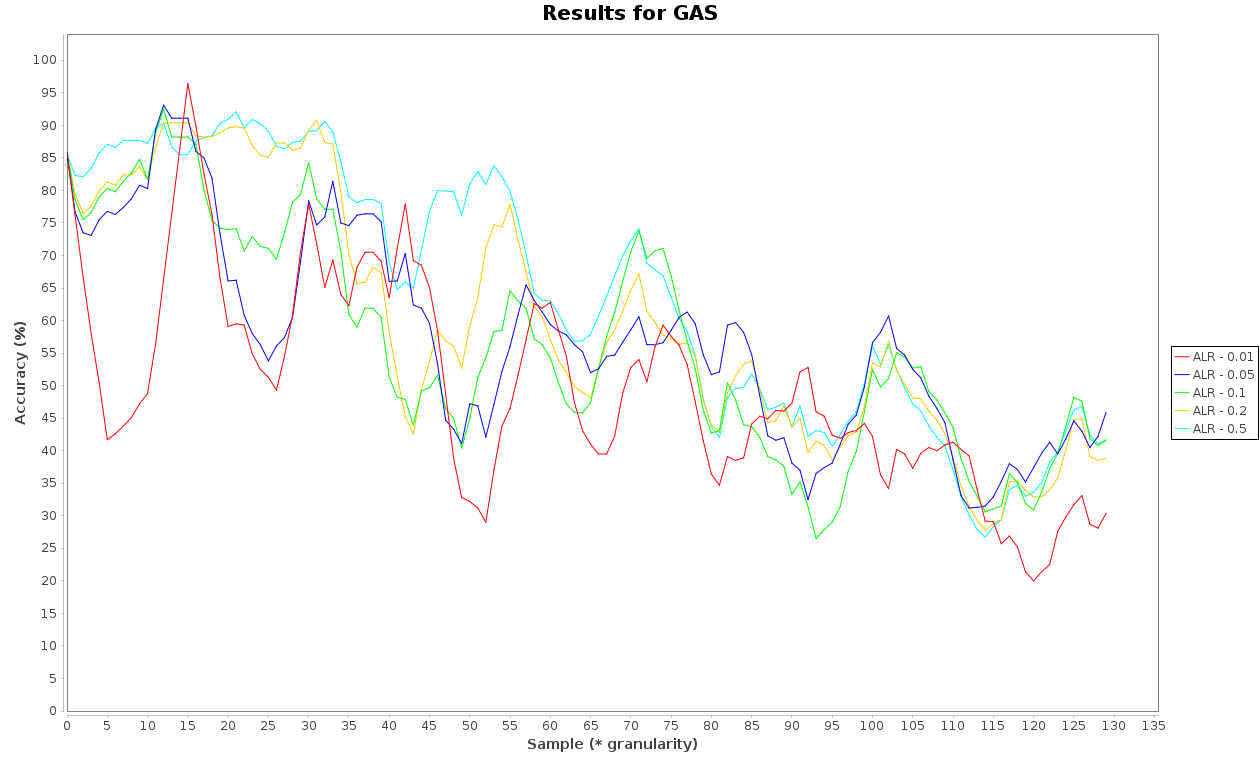 Results for GAS
100
95
90
85
80
75
70
65
60
55
50
45
40
35
30
25
20
15
10
5
0
Accuracy (%)
0 5 10 15 20 25 30 35 40 45 50 55 60 65 70 75 80 85 90 95 100 105 110 115 120 125 130 135
Sample (* granularity)
ALR - 0.01
ALR - 0.05
ALR - 0.1
ALR - 0.2
ALR - 0.5